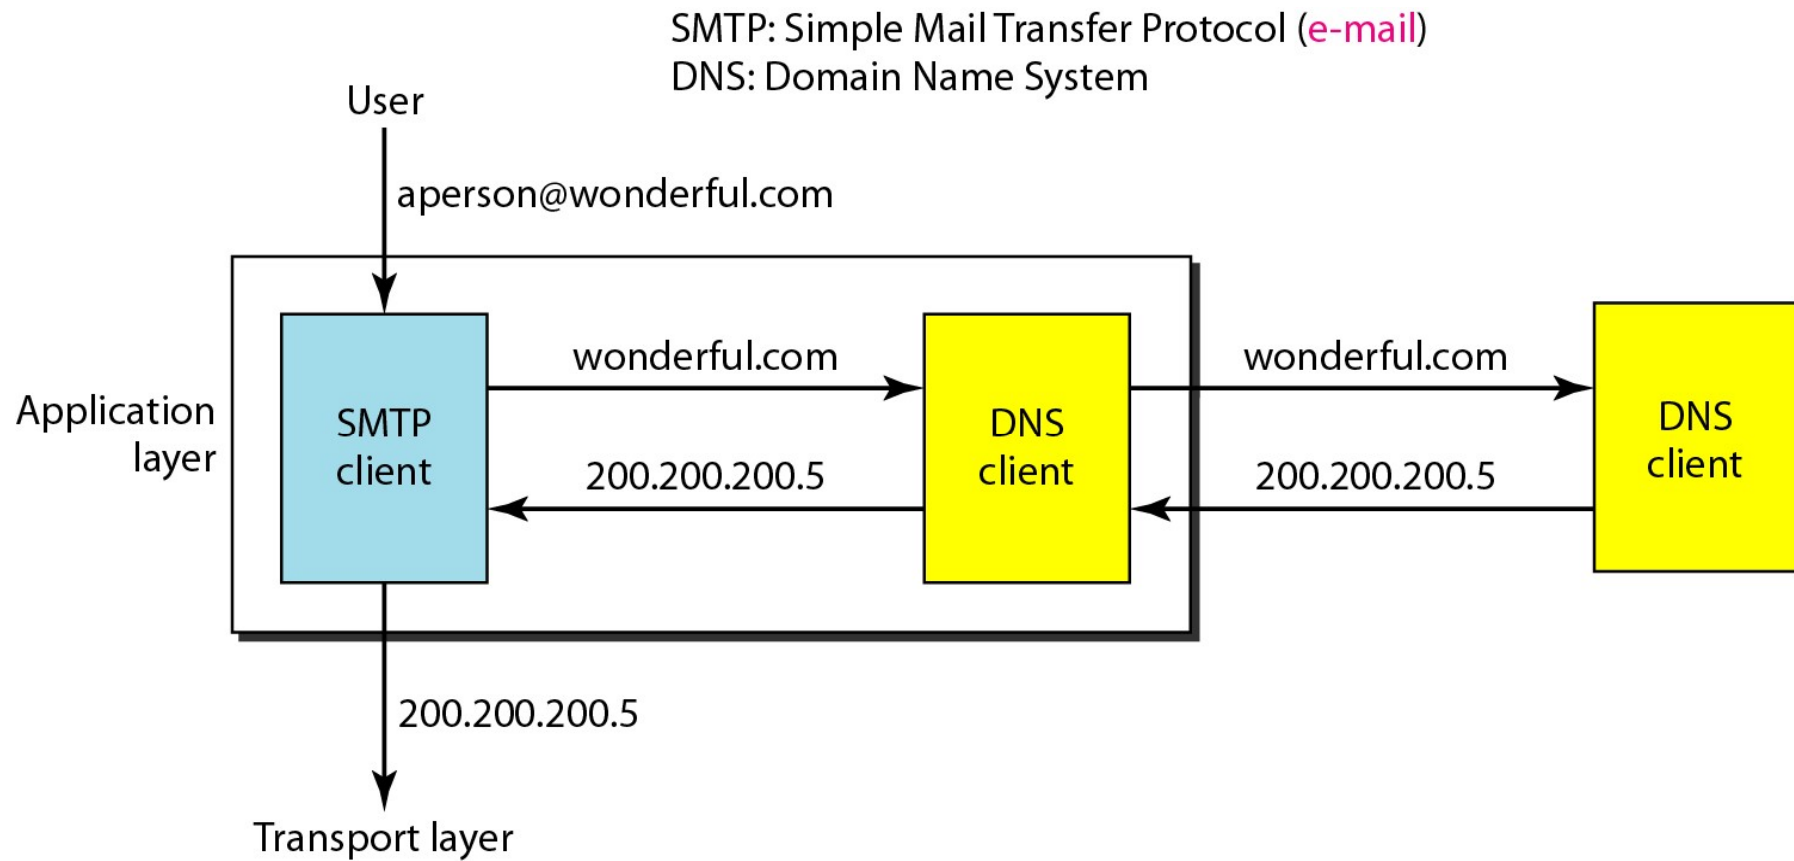 SMTP: Simple Mail Transfer Protocol (e-mail)
DNS: Domain Name System
User
aperson@wonderful.com
Application
layer
SMTP
client
wonderful.com
200.200.200.5
DNS
client
wonderful.com
200.200.200.5
DNS
client
200.200.200.5
Transport layer